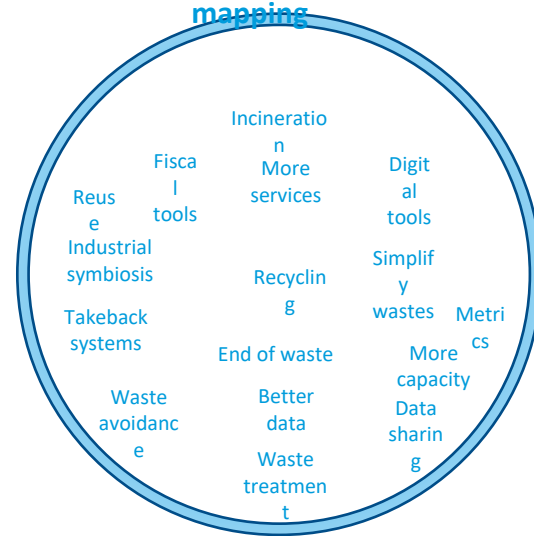 mapping
Incineratio
n
More
services
Fisca
l
tools
Digit
al
tools
Reus
e
Industrial
symbiosis
Recyclin
g
Simplif
y
wastes
Takeback
systems
Metri
cs
End of waste
More
capacity
Waste
avoidanc
e
Better
data
Data
sharin
g
Waste
treatmen
t